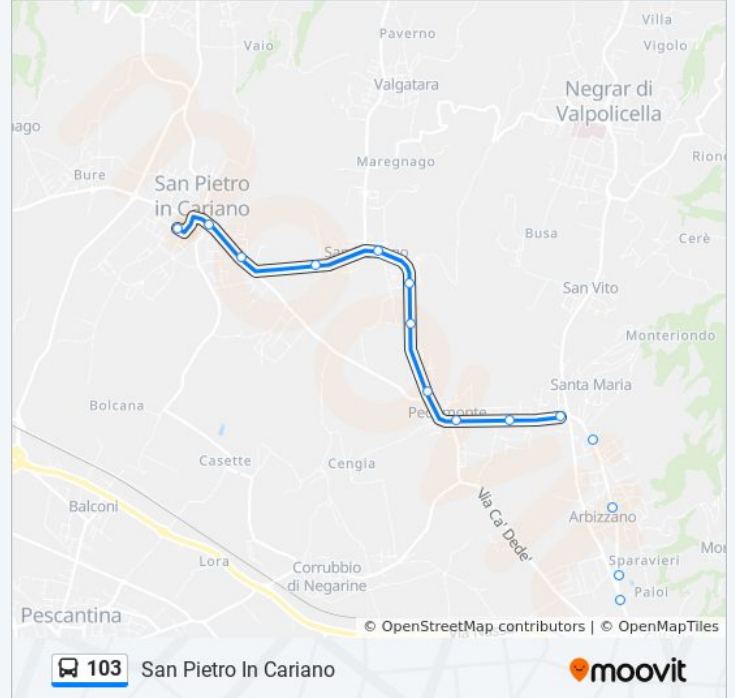 Villa
Paverno
Vaio
Vigolo
Valgatara
Negrar di
Valpolicella
ago
Maregnago
Rion
Bure
San Pietro
in Cariano
Busa
Cerè
San Vito
Monteriondo
Santa Maria
Bolcana
Casette
Cengia
Via Ca' Dede'
Balconi
Arbizzano
Lora
Sparavieri
Corrubbio
di Negarine
Paioi
Pescantina
© OpenStreetMap contributors | © OpenMapTiles
103 San Pietro In Cariano
moovit